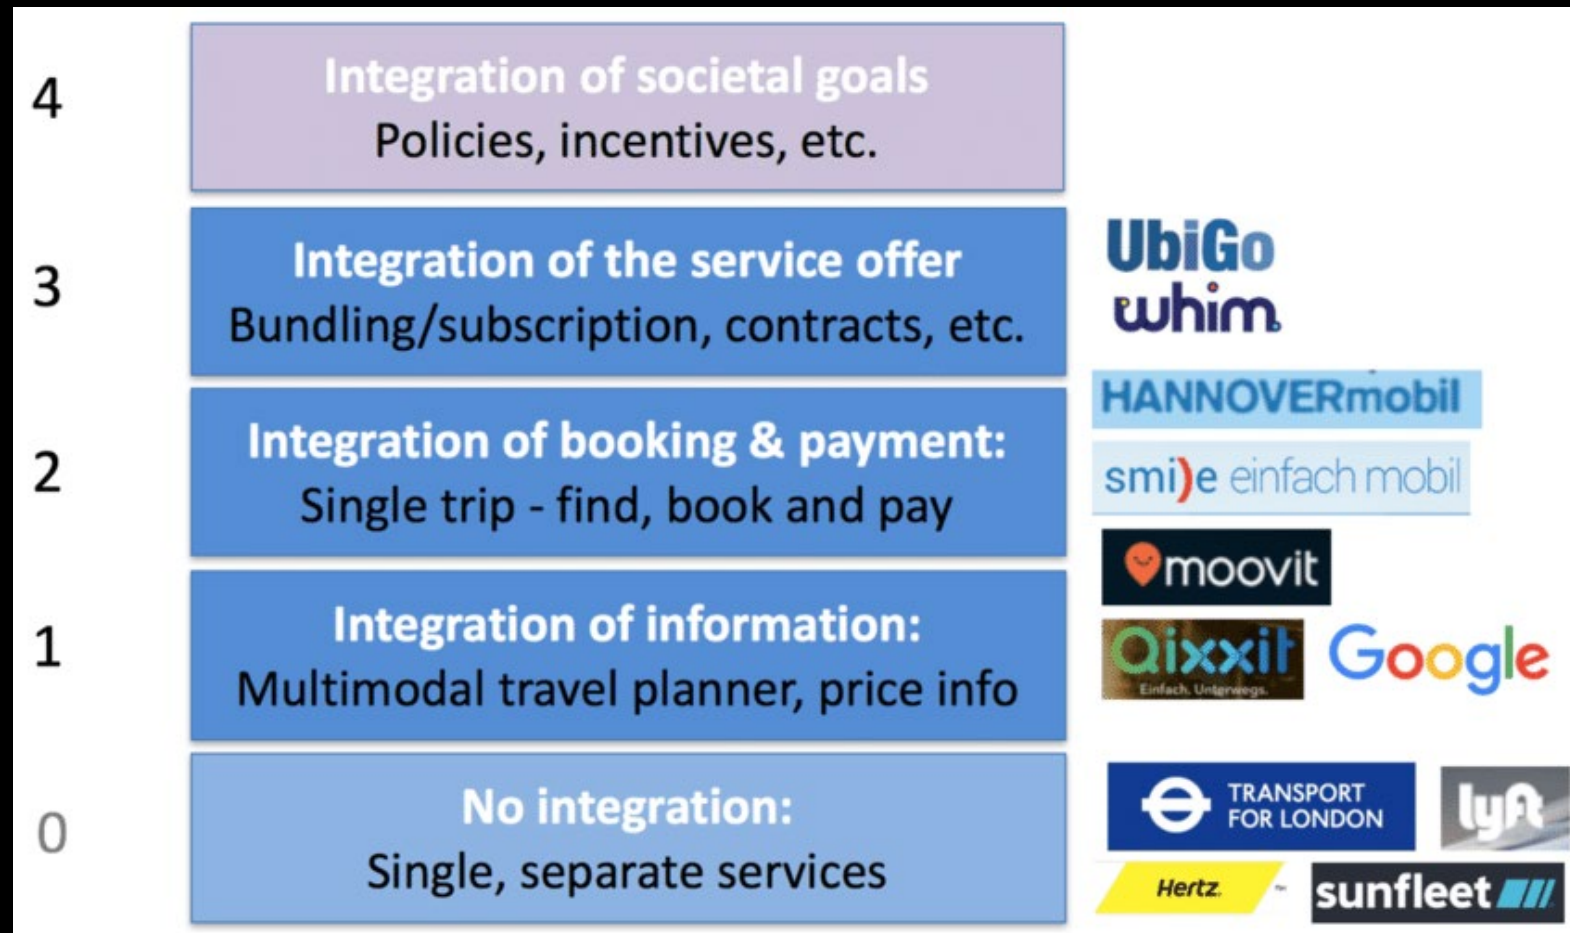 4
Integration of societal goals
Policies, incentives, etc.
3
Integration of the service offer
Bundling/subscription, contracts, etc.
UbiGo
whim
2
Integration of booking & payment:
Single trip - find, book and pay
HANNOVERmobil
smile einfach mobil
1
Integration of information:
Multimodal travel planner, price info
moovit
Qixxit
Einfach. Unterwegs.
Google
0
No integration:
Single, separate services
TRANSPORT
FOR LONDON
lyft
Hertz.
sunfleet